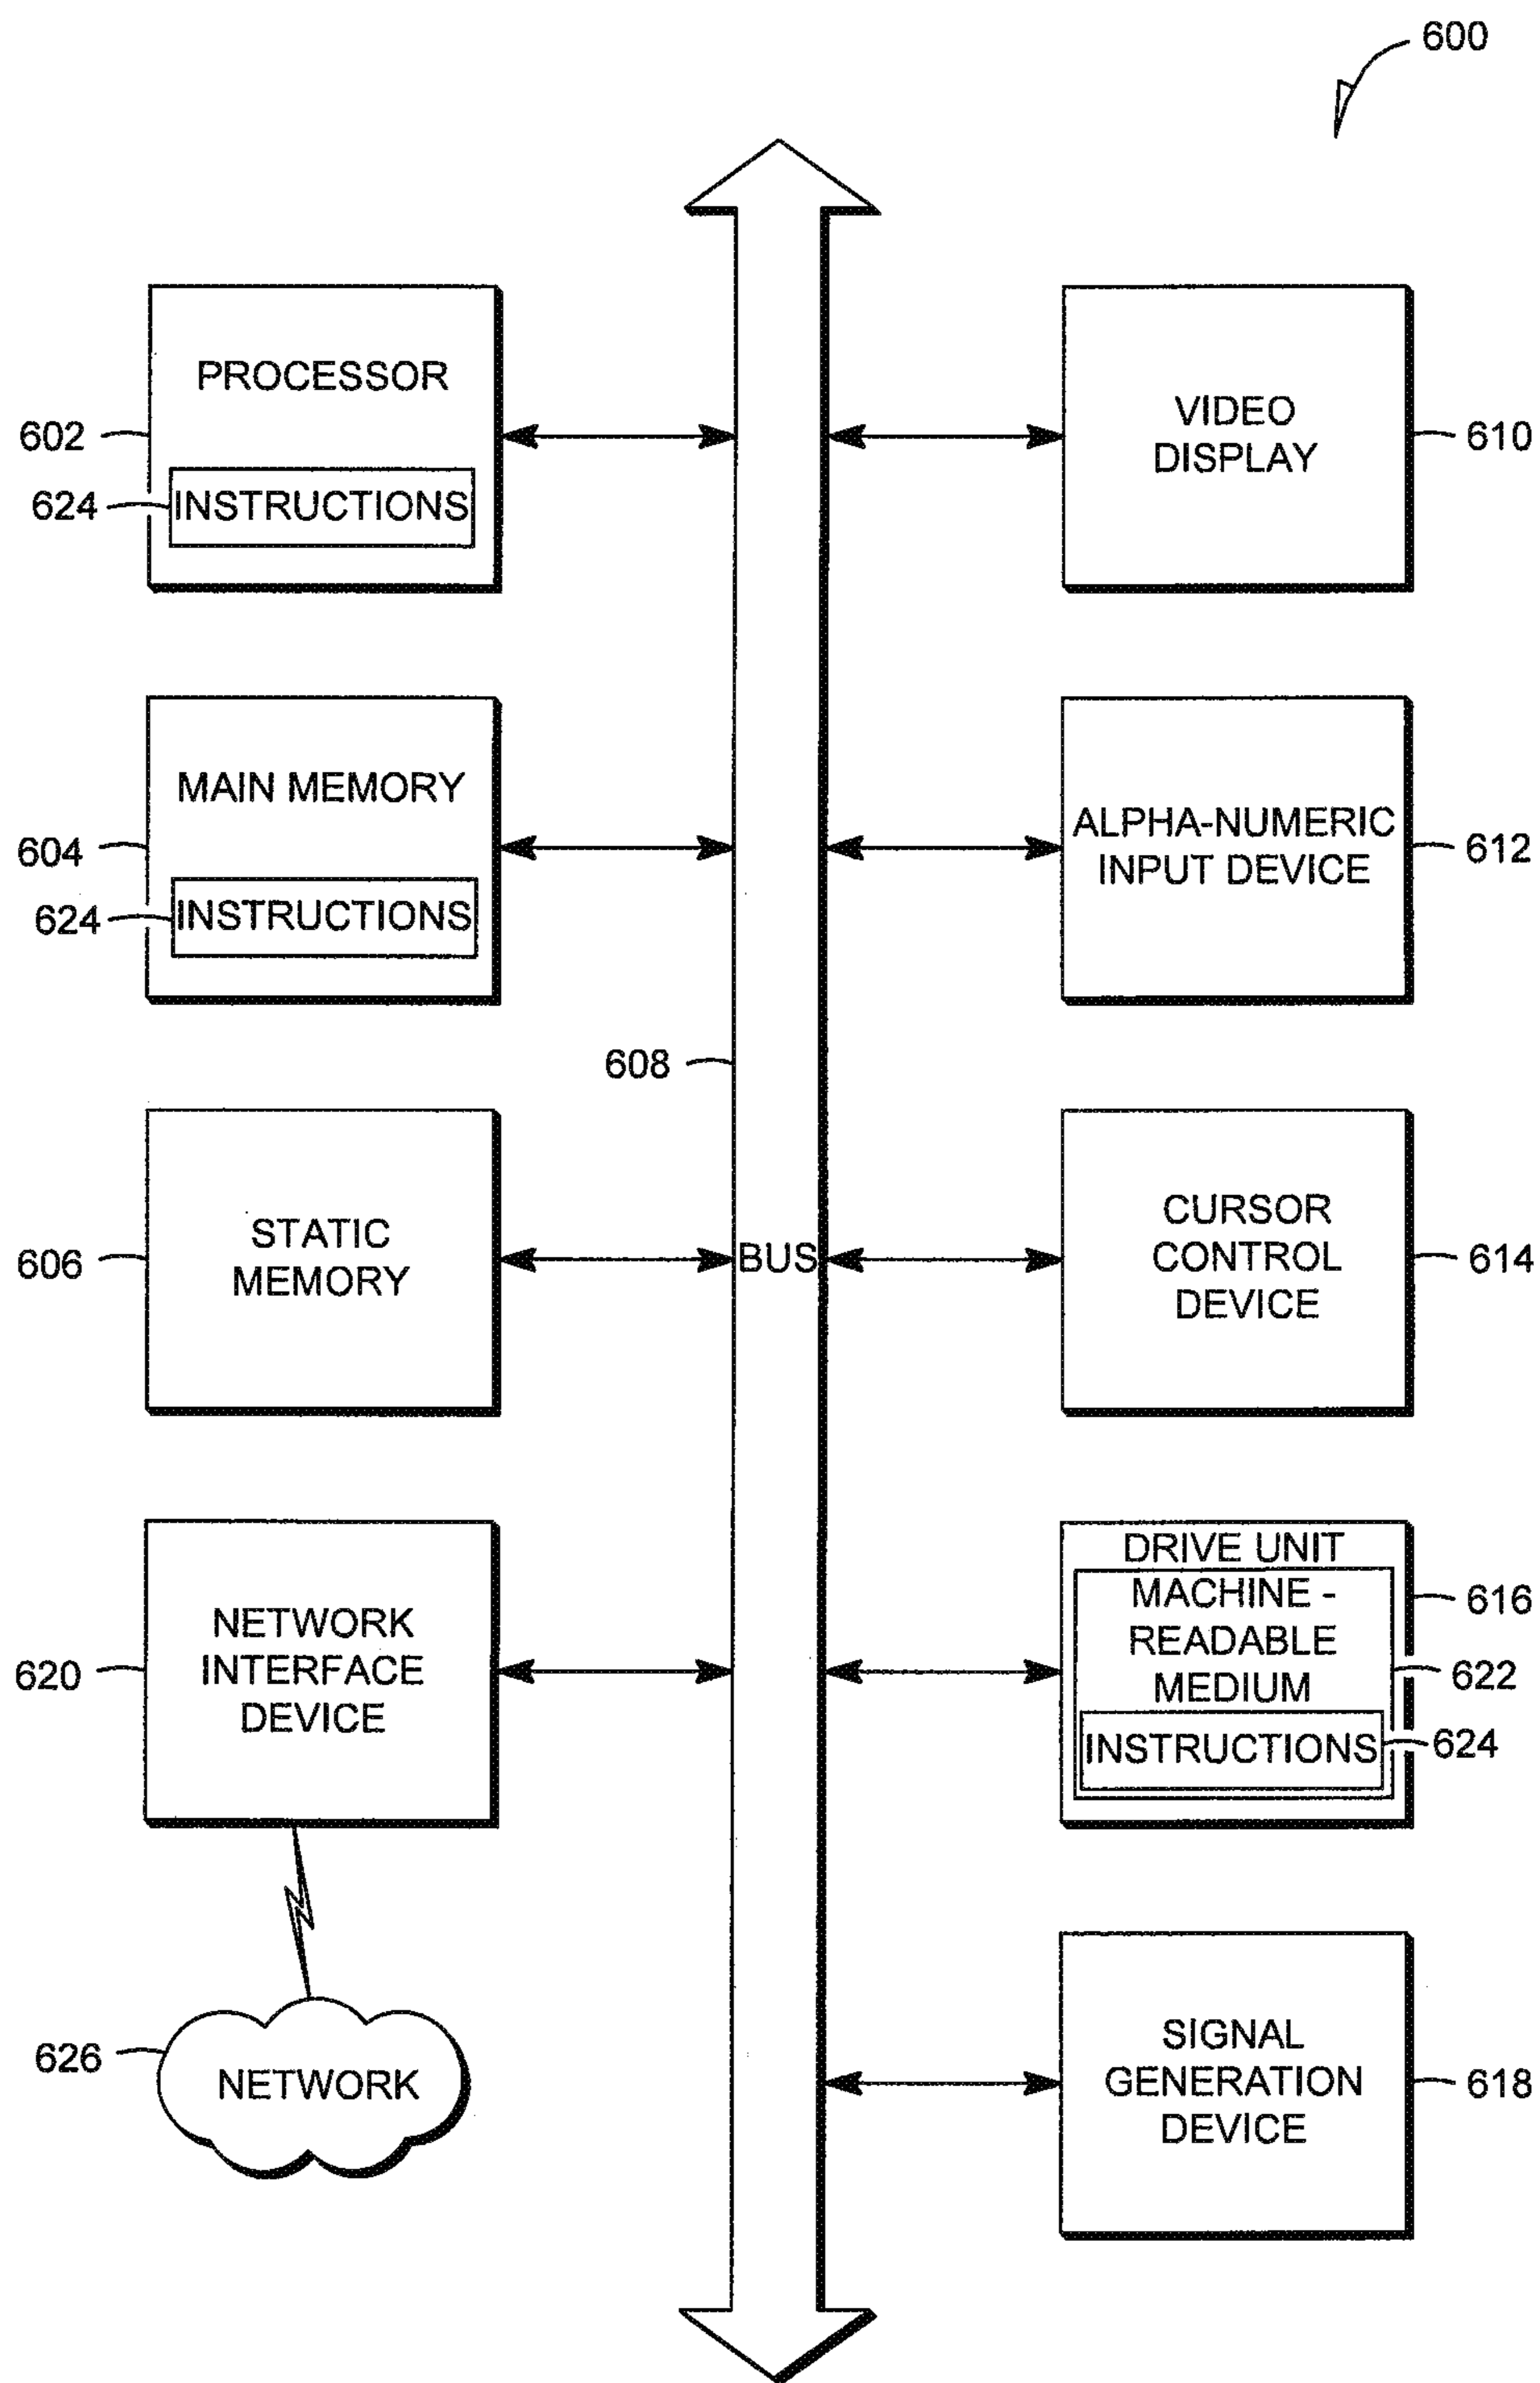 600
PROCESSOR
602
624
INSTRUCTIONS
VIDEO
DISPLAY
610
MAIN MEMORY
604
624
INSTRUCTIONS
ALPHA-NUMERIC
INPUT DEVICE
612
608
STATIC
MEMORY
606
BUS
CURSOR
CONTROL
DEVICE
614
NETWORK
INTERFACE
DEVICE
620
DRIVE UNIT
MACHINE -
READABLE
MEDIUM
INSTRUCTIONS
616
622
624
626
NETWORK
SIGNAL
GENERATION
DEVICE
618